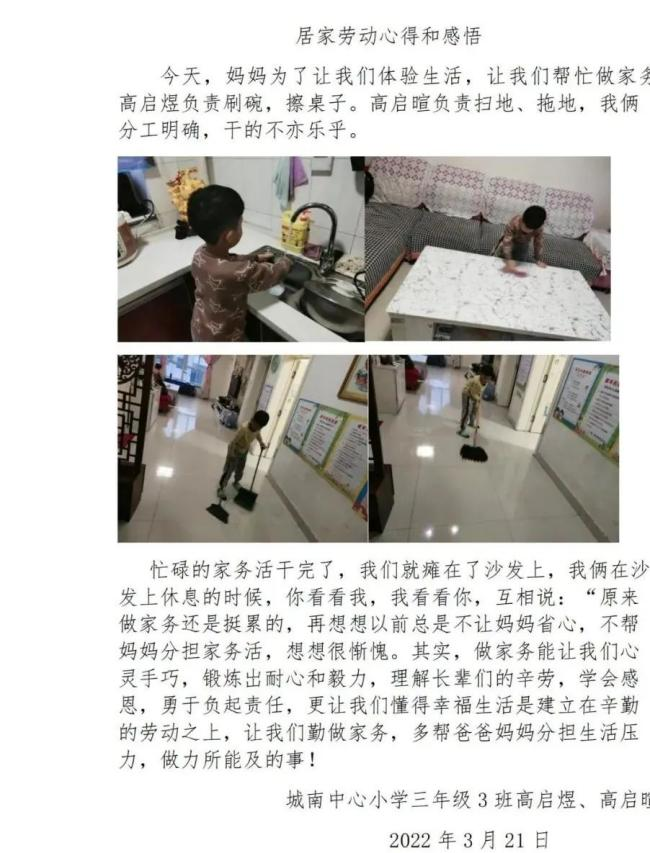 居家劳动心得和感悟
今天，妈妈为了让我们体验生活，让我们帮忙做家务
高启煜负责刷碗，擦桌子。高启暄负责扫地、拖地，我俩
分工明确，干的不亦乐乎。
忙碌的家务活干完了，我们就瘫在了沙发上，我俩在沙
发上休息的时候，你看看我，我看看你，互相说：“原来
做家务还是挺累的，再想想以前总是不让妈妈省心，不帮
妈妈分担家务活，想想很惭愧。其实，做家务能让我们心
灵手巧，锻炼出耐心和毅力，理解长辈们的辛劳，学会感
恩，勇于负起责任，更让我们懂得幸福生活是建立在辛勤
的劳动之上，让我们勤做家务，多帮爸爸妈妈分担生活压
力，做力所能及的事！
城南中心小学三年级 3 班高启煜、高启暄
2022 年 3 月 21 日